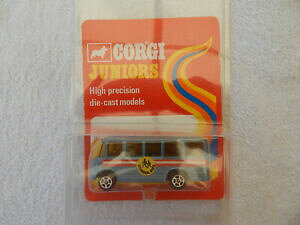 CORGI
JUNIORS
High precision
die-cast models